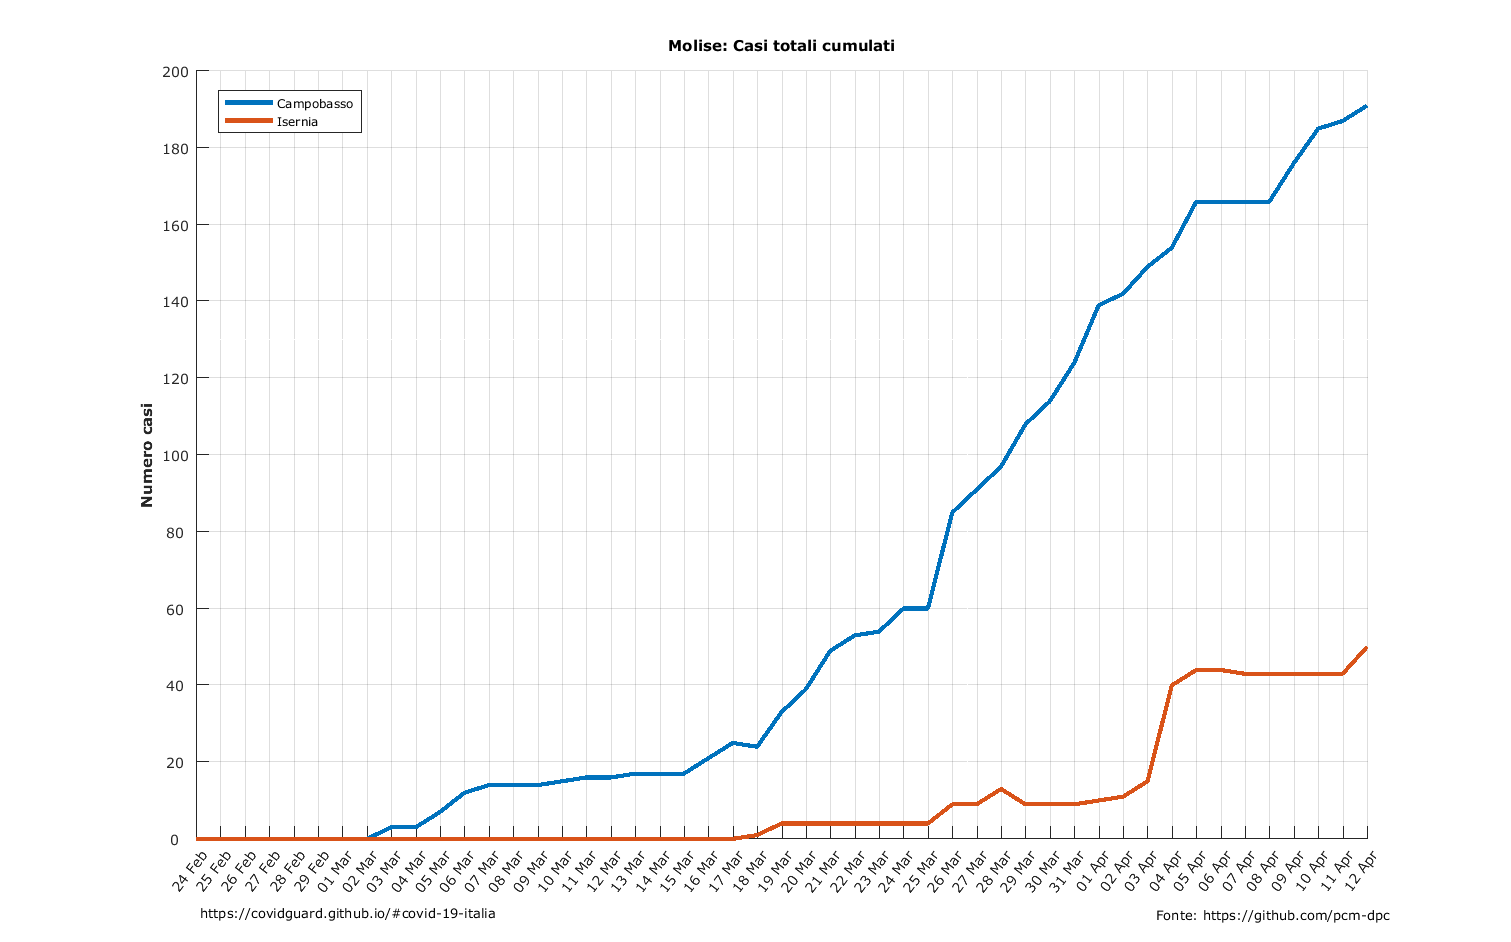 Molise: Casi totali cumulati
200
180
160
140
120
100
80
60
40
20
0
Numero casi
Campobasso
Isernia
24 Feb
25 Feb
26 Feb
27 Feb
28 Feb
29 Feb
01 Mar
02 Mar
03 Mar
04 Mar
05 Mar
06 Mar
07 Mar
08 Mar
09 Mar
10 Mar
11 Mar
12 Mar
13 Mar
14 Mar
15 Mar
16 Mar
17 Mar
18 Mar
19 Mar
20 Mar
21 Mar
22 Mar
23 Mar
24 Mar
25 Mar
26 Mar
27 Mar
28 Mar
29 Mar
30 Mar
31 Mar
01 Apr
02 Apr
03 Apr
04 Apr
05 Apr
06 Apr
07 Apr
08 Apr
09 Apr
10 Apr
11 Apr
12 Apr
https://covidguard.github.io/#covid-19-italia
Fonte: https://github.com/pcm-dpc